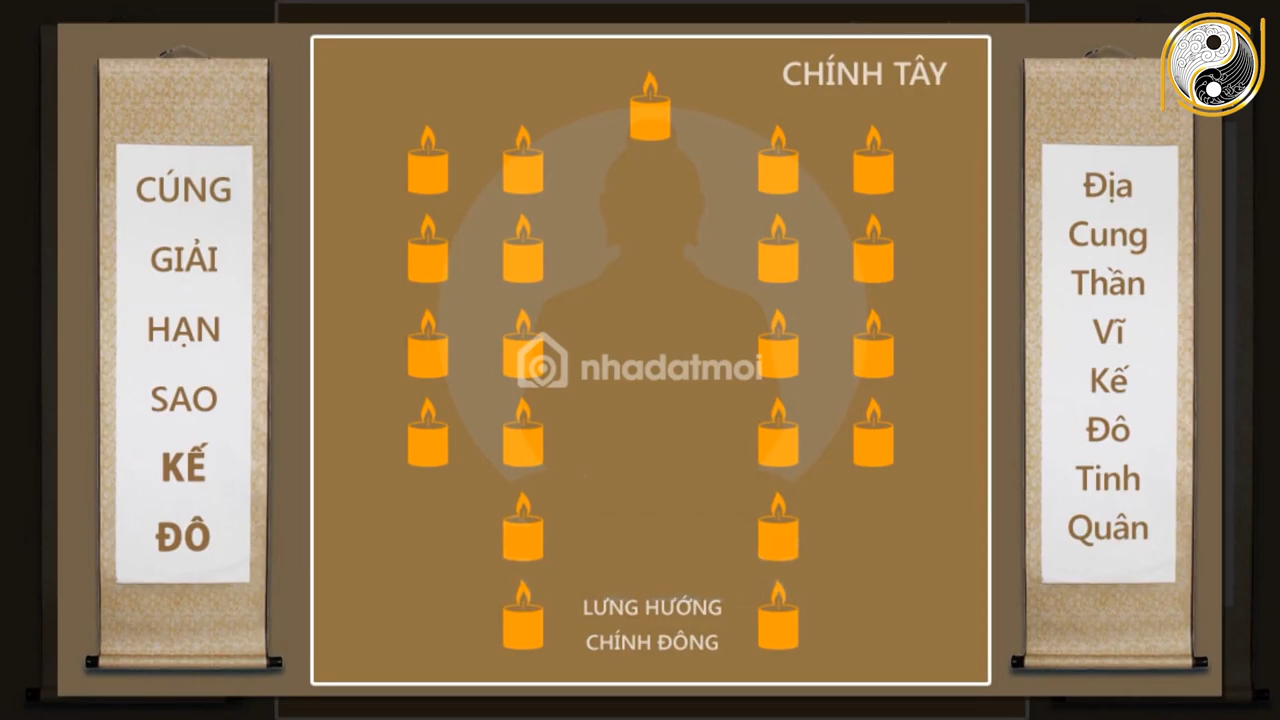 CÚNG
GIẢI
HẠN
SAO
KẾ
ĐÔ
CHÍNH TÂY
nhadatmoi
LƯNG HƯỚNG
CHÍNH ĐÔNG
Địa
Cung
Thần
Vĩ
Kế
Đô
Tinh
Quân